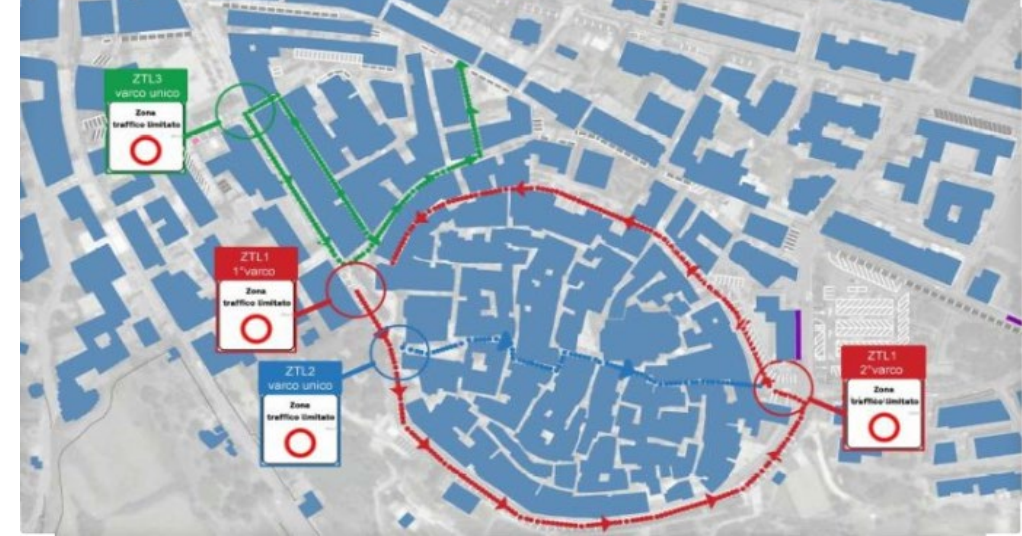 ZTL3
varco unico
Zona
traffico limitato
ZTL1
1°varco
Zona
traffico limitato
ZTL2
varco unico
Zona
traffico limitato
ZTL1
2°varco
Zona
traffico limitato